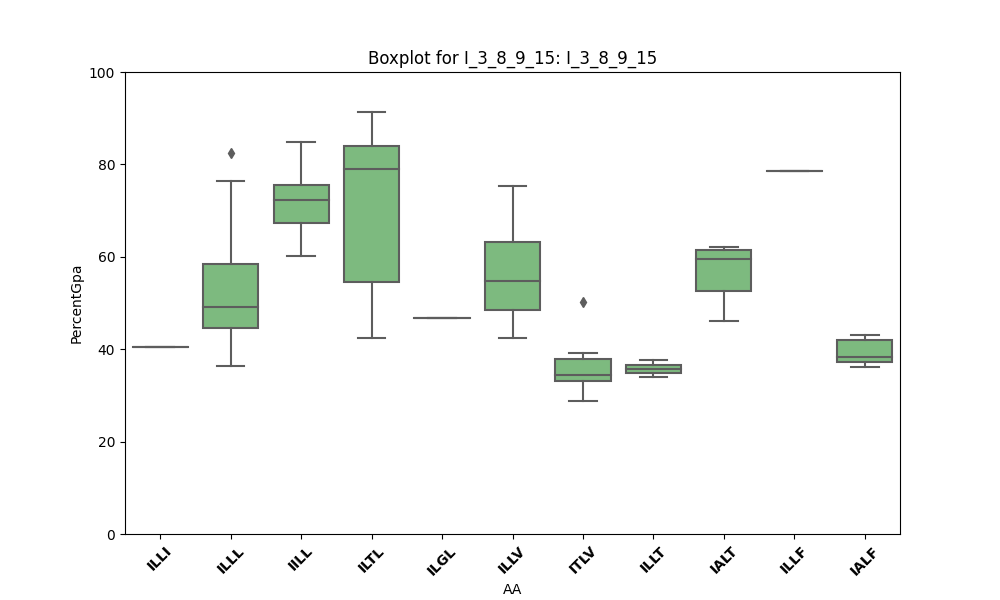 Boxplot for I_3_8_9_15: I_3_8_9_15
100
80
60
40
20
0
PercentGpa
ILLI
ILLL
IILL
ILTL
ILGL
ILLV
ITLV
ILLT
IALT
ILLF
IALF
AA